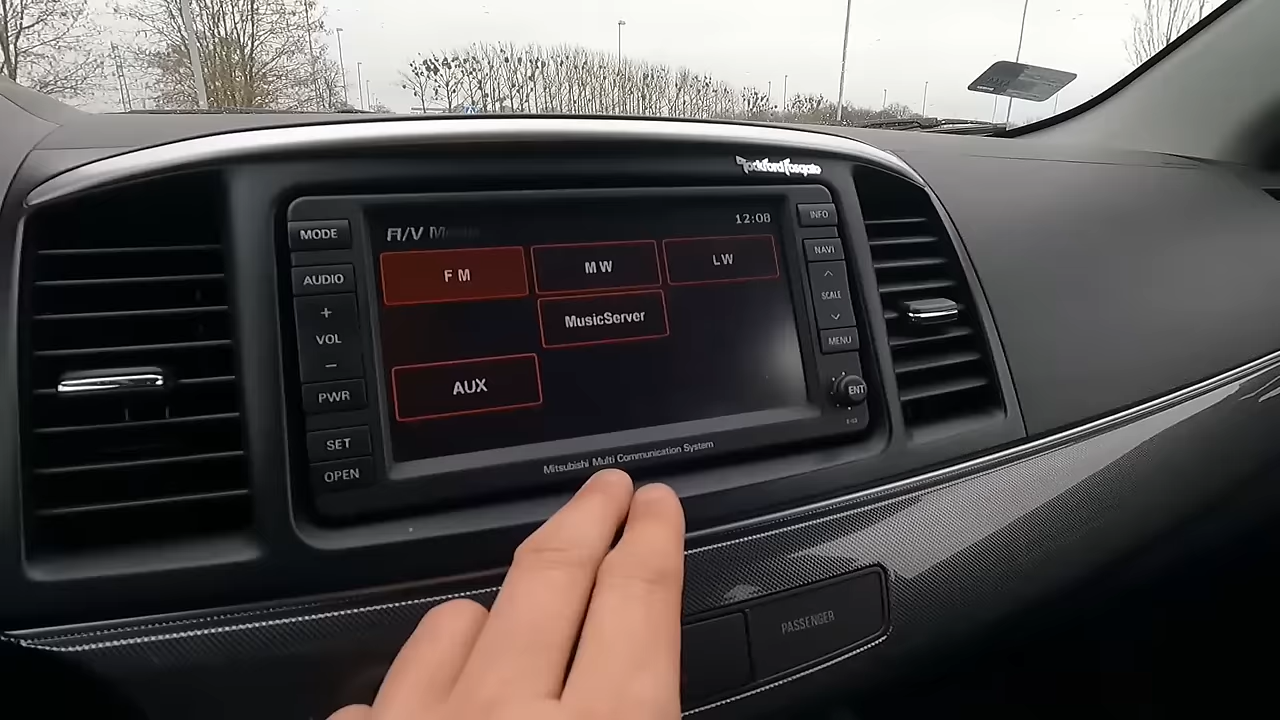 Rockford Fosgate
MODE
AUDIO
+
VOL
−
PWR
SET
OPEN
A/V
12:08
FM
MW
LW
MusicServer
AUX
INFO
NAVI
SCALE
MENU
ENT
Mitsubishi Multi Communication System
PASSENGER